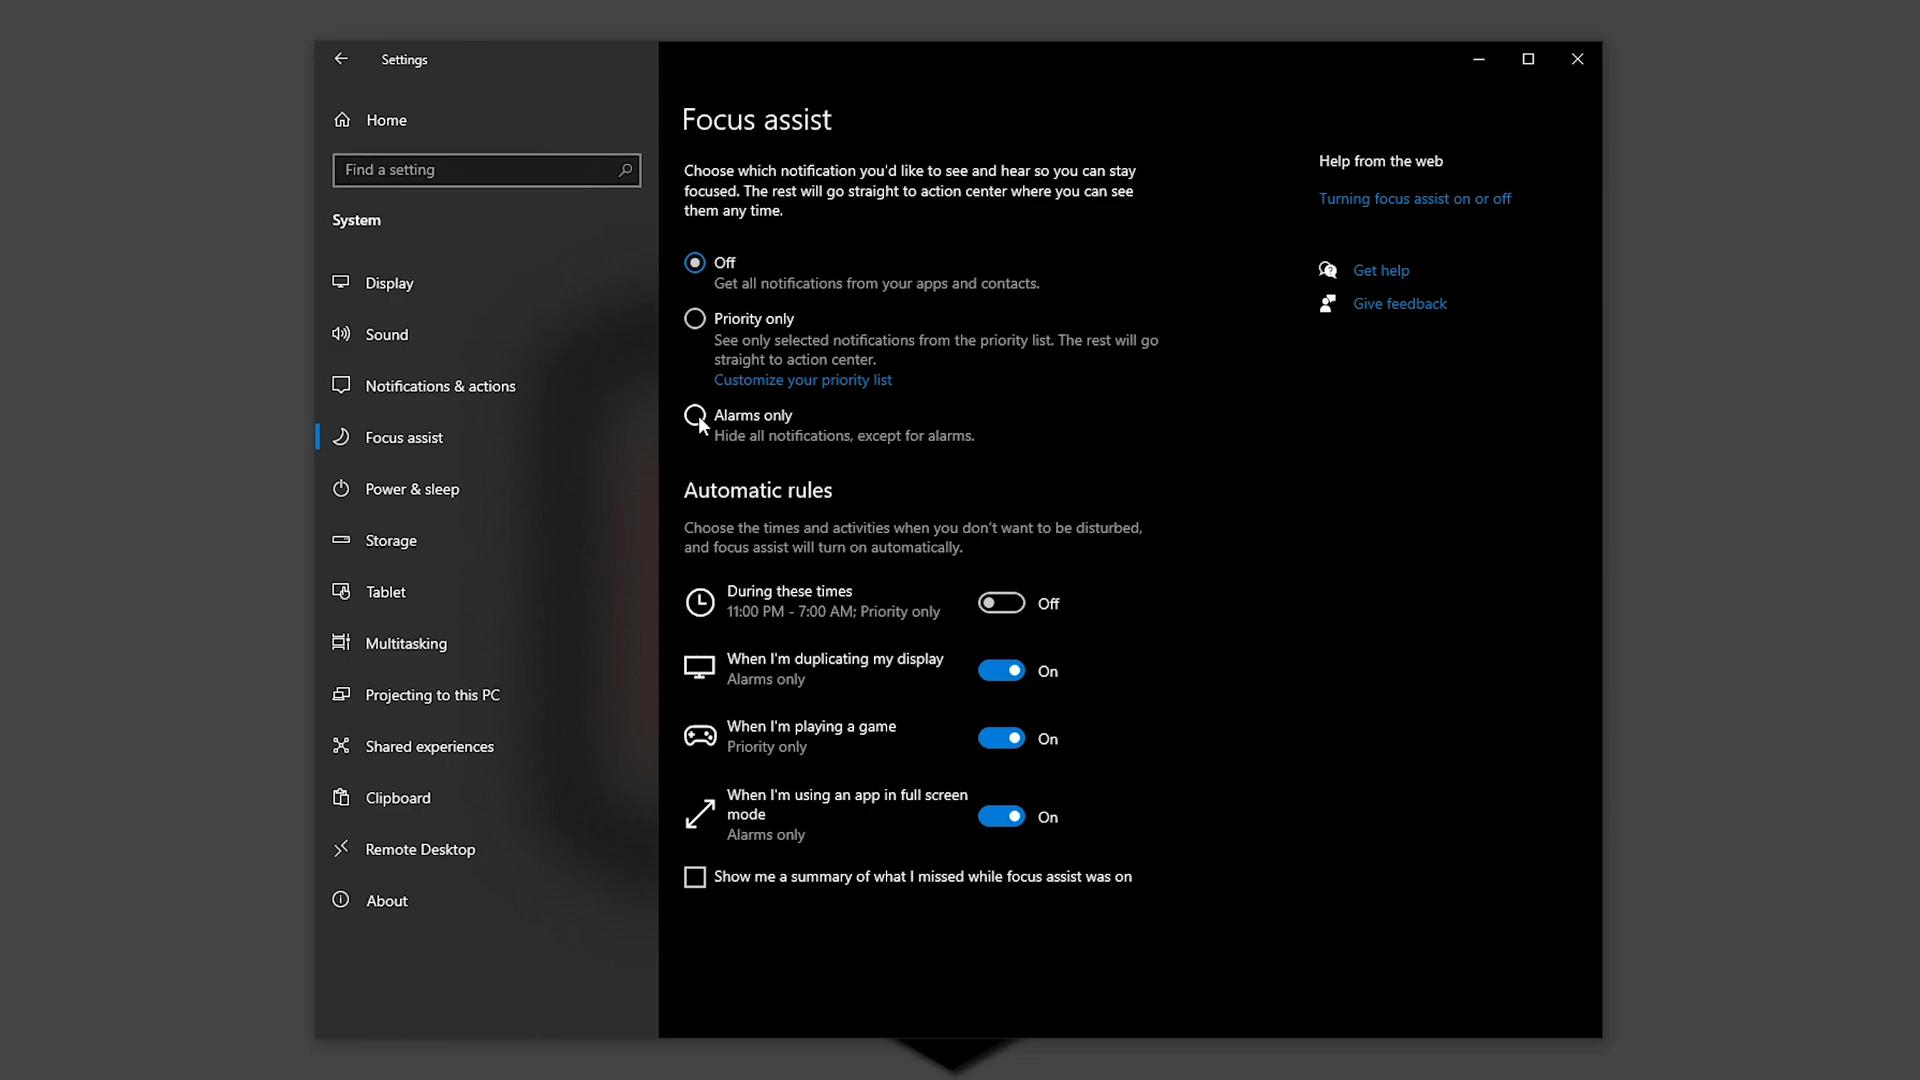 Settings
Home
Find a setting
System
Display
Sound
Notifications & actions
Focus assist
Power & sleep
Storage
Tablet
Multitasking
Projecting to this PC
Shared experiences
Clipboard
Remote Desktop
About
Focus assist
Choose which notification you'd like to see and hear so you can stay
focused. The rest will go straight to action center where you can see
them any time.
Off
Get all notifications from your apps and contacts.
Priority only
See only selected notifications from the priority list. The rest will go
straight to action center.
Customize your priority list
Alarms only
Hide all notifications, except for alarms.
Automatic rules
Choose the times and activities when you don't want to be disturbed,
and focus assist will turn on automatically.
During these times
11:00 PM - 7:00 AM; Priority only
Off
When I'm duplicating my display
Alarms only
On
When I'm playing a game
Priority only
On
When I'm using an app in full screen
mode
Alarms only
On
Show me a summary of what I missed while focus assist was on
Help from the web
Turning focus assist on or off
Get help
Give feedback